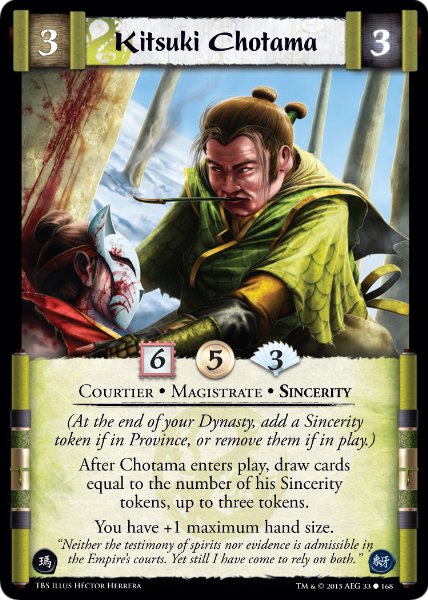 3 Kitsuki Chotama 3
6 5 3
Courtier • Magistrate • Sincerity
(At the end of your Dynasty, add a Sincerity
token if in Province, or remove them if in play.)
After Chotama enters play, draw cards
equal to the number of his Sincerity
tokens, up to three tokens.
You have +1 maximum hand size.
"Neither the testimony of spirits nor evidence is admissible in
the Empire's courts. Yet still I have come to rely on both."
TBS Illus Héctor Herrera
TM & © 2015 AEG 33 • 168